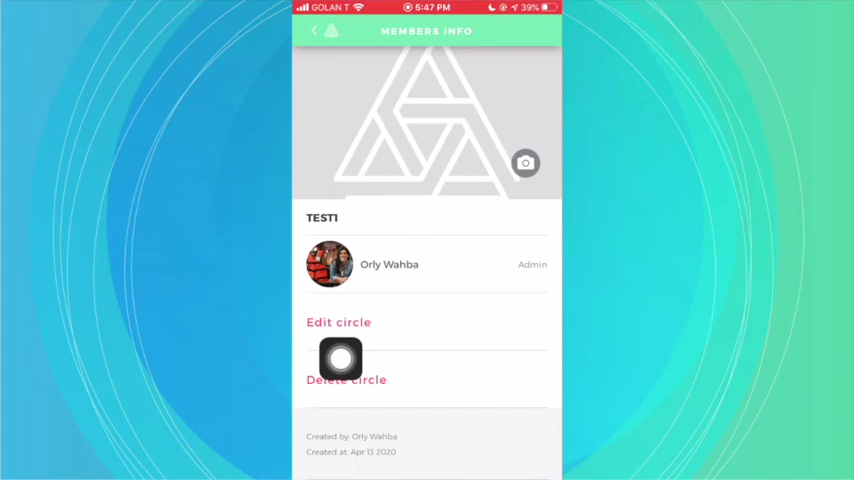 GOLAN T 5:47 PM 39%
MEMBERS INFO
TEST1
Orly Wahba Admin
Edit circle
Delete circle
Created by: Orly Wahba
Created at: Apr 13 2020